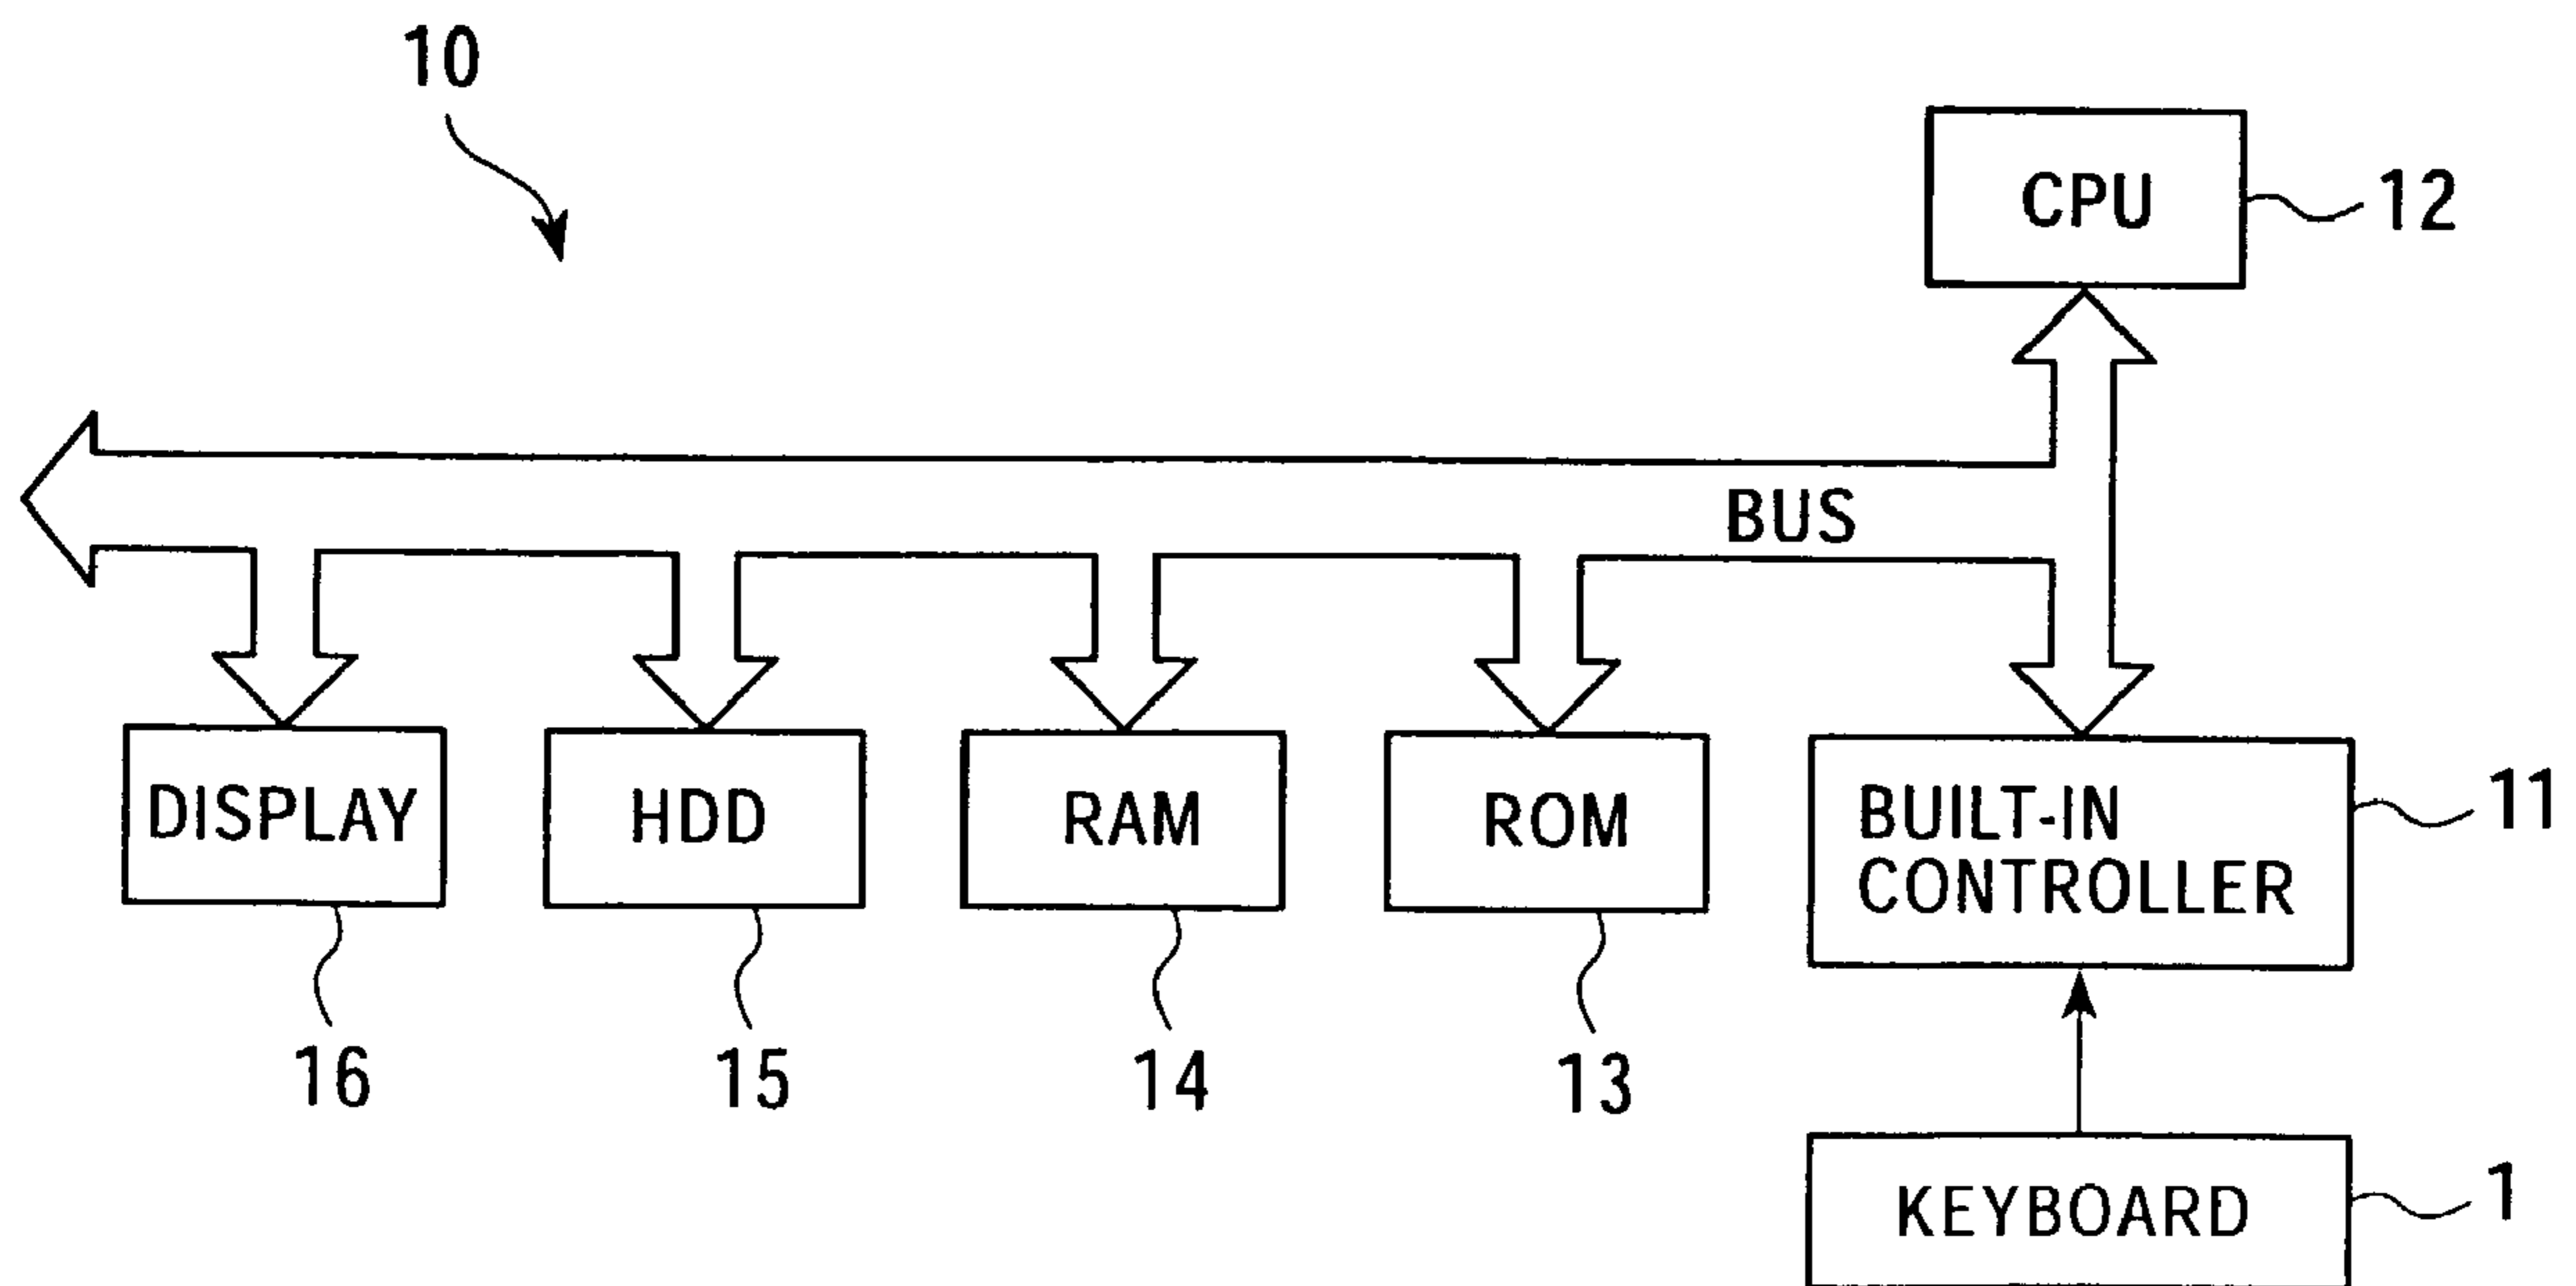 10
CPU
12
BUS
DISPLAY
HDD
RAM
ROM
BUILT-IN
CONTROLLER
11
16
15
14
13
KEYBOARD
1